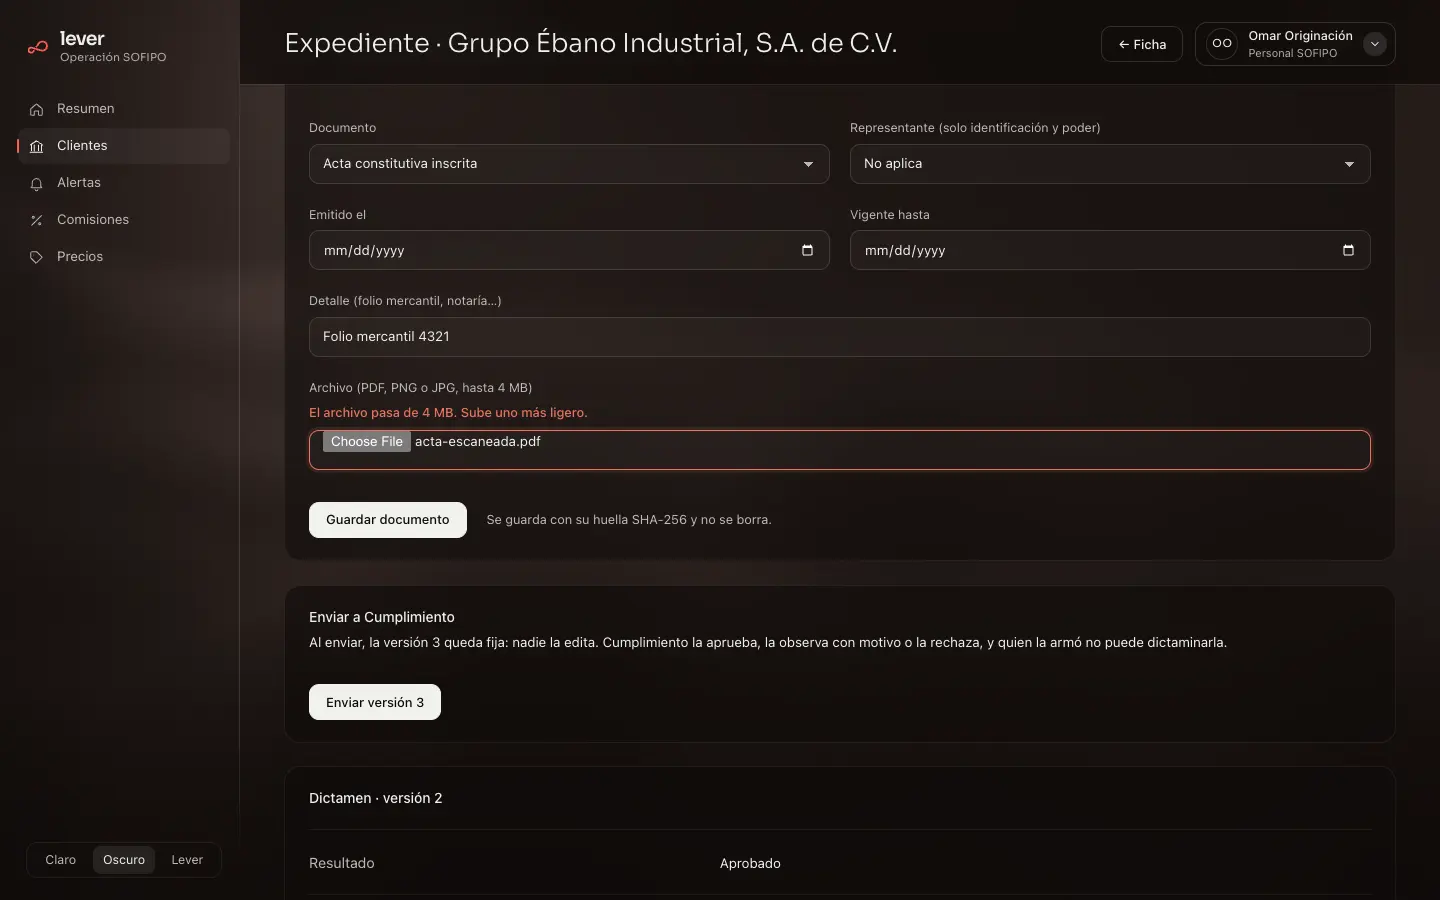 lever
Operación SOFIPO
Resumen
Clientes
Alertas
Comisiones
Precios
Claro
Oscuro
Lever
Expediente · Grupo Ébano Industrial, S.A. de C.V.
← Ficha
OO
Omar Originación
Personal SOFIPO
Documento
Representante (solo identificación y poder)
Acta constitutiva inscrita
No aplica
Emitido el
Vigente hasta
mm/dd/yyyy
mm/dd/yyyy
Detalle (folio mercantil, notaría...)
Folio mercantil 4321
Archivo (PDF, PNG o JPG, hasta 4 MB)
El archivo pasa de 4 MB. Sube uno más ligero.
Choose File acta-escaneada.pdf
Guardar documento
Se guarda con su huella SHA-256 y no se borra.
Enviar a Cumplimiento
Al enviar, la versión 3 queda fija: nadie la edita. Cumplimiento la aprueba, la observa con motivo o la rechaza, y quien la armó no puede dictaminarla.
Enviar versión 3
Dictamen · versión 2
Resultado
Aprobado